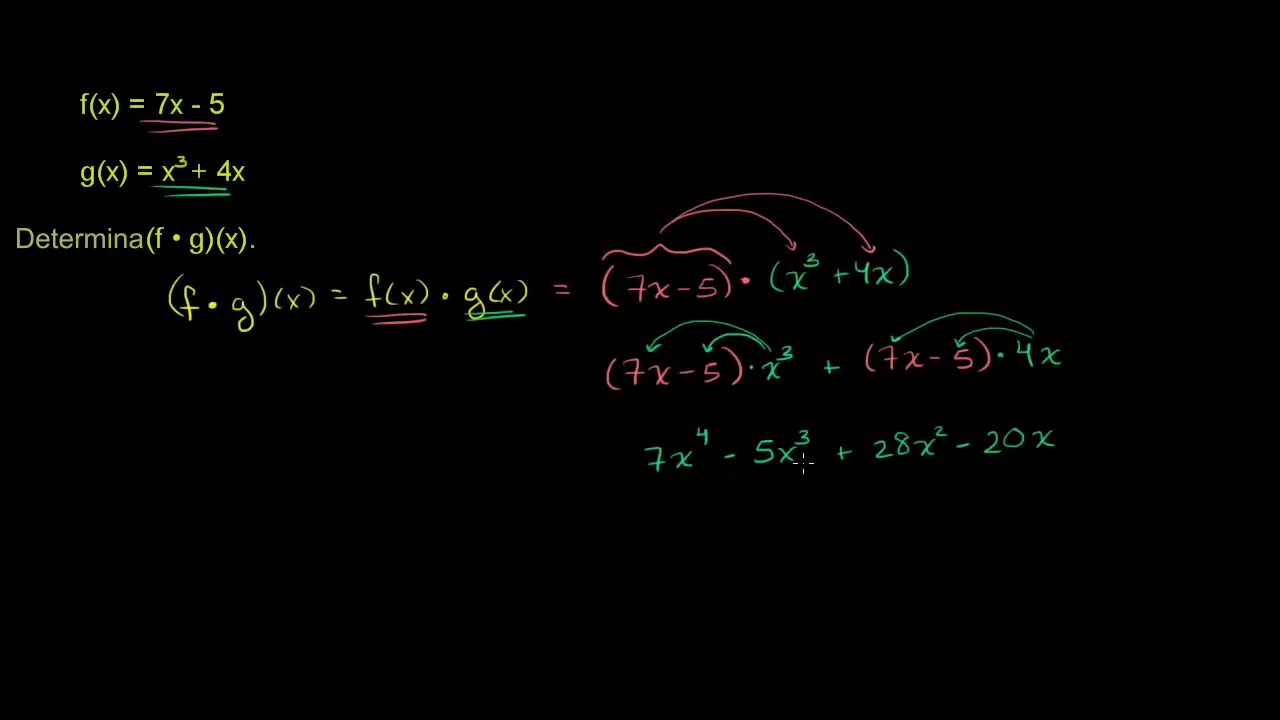 f(x) = 7x - 5
g(x) = x³ + 4x
Determina(f • g)(x).
(f • g)(x) = f(x) • g(x) = (7x - 5) • (x³ + 4x)
(7x - 5) • x³ + (7x - 5) • 4x
7x⁴ - 5x³ + 28x² - 20x